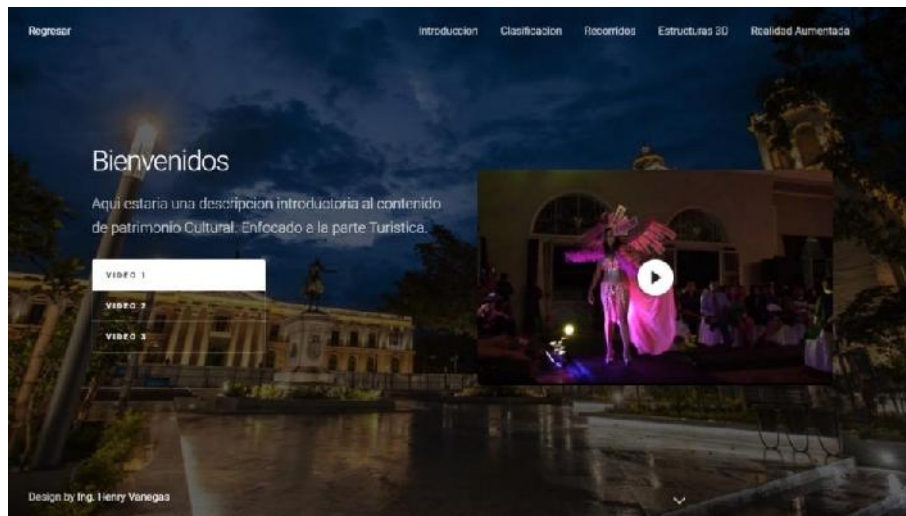 Regresar
Introduccion Clasificacion Recorridos Estructuras 3D Realidad Aumentada
Bienvenidos
Aqui estaria una descripcion introductoria al contenido
de patrimonio Cultural. Enfocado a la parte Turistica.
VIDEO 1
VIDEO 2
VIDEO 3
Design by Ing. Henry Vanegas